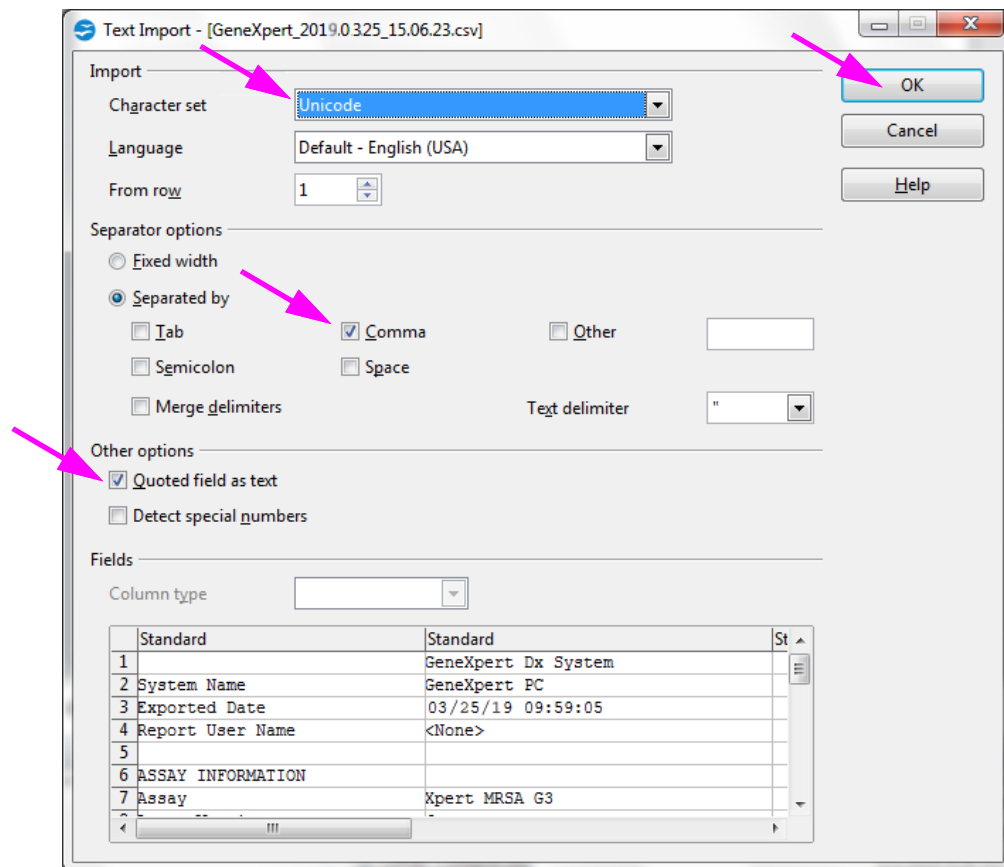 Text Import - [GeneXpert_2019.0325_15.06.23.csv]
Import
OK
Character set Unicode
Cancel
Language Default - English (USA)
From row 1
Help
Separator options
Fixed width
Separated by
Tab Comma Other
Semicolon Space
Merge delimiters Text delimiter "
Other options
Quoted field as text
Detect special numbers
Fields
Column type
Standard Standard St
1 GeneXpert Dx System
2 System Name GeneXpert PC
3 Exported Date 03/25/19 09:59:05
4 Report User Name <None>
5
6 ASSAY INFORMATION
7 Assay Xpert MRSA G3